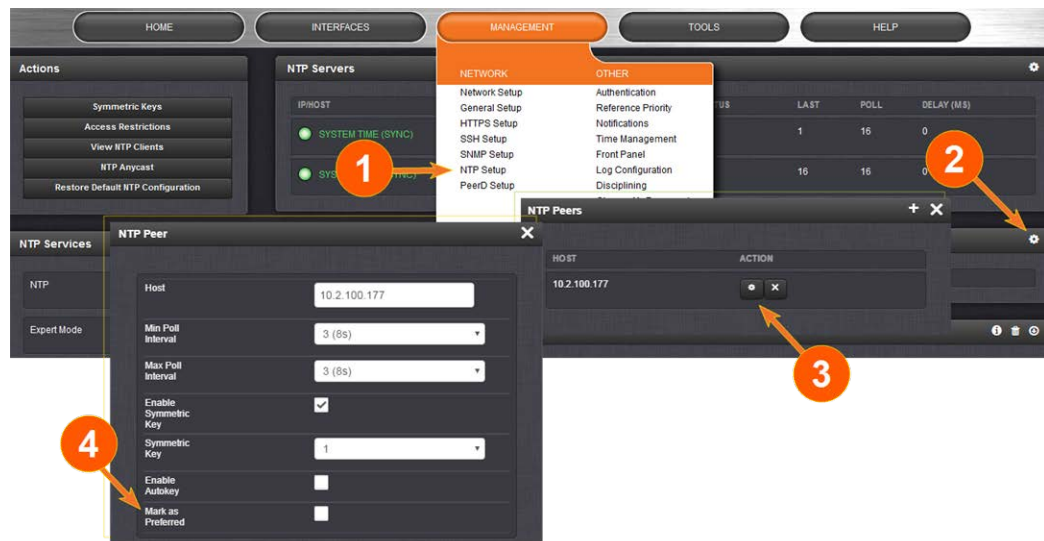 HOME INTERFACES MANAGEMENT TOOLS HELP
Actions
Symmetric Keys
Access Restrictions
View NTP Clients
NTP Anycast
Restore Default NTP Configuration
NTP Servers
IP/HOST LAST POLL DELAY (MS)
SYSTEM TIME (SYNC) 1 16 0
16 16 0
NETWORK
Network Setup
General Setup
HTTPS Setup
SSH Setup
SNMP Setup
NTP Setup
PeerD Setup
OTHER
Authentication
Reference Priority
Notifications
Time Management
Front Panel
Log Configuration
Disciplining
1
2
NTP Services
NTP
Expert Mode
NTP Peers
HOST ACTION
10.2.100.177
3
NTP Peer
Host 10.2.100.177
Min Poll
Interval 3 (8s)
Max Poll
Interval 3 (8s)
Enable
Symmetric
Key
Symmetric
Key 1
Enable
Autokey
Mark as
Preferred
4